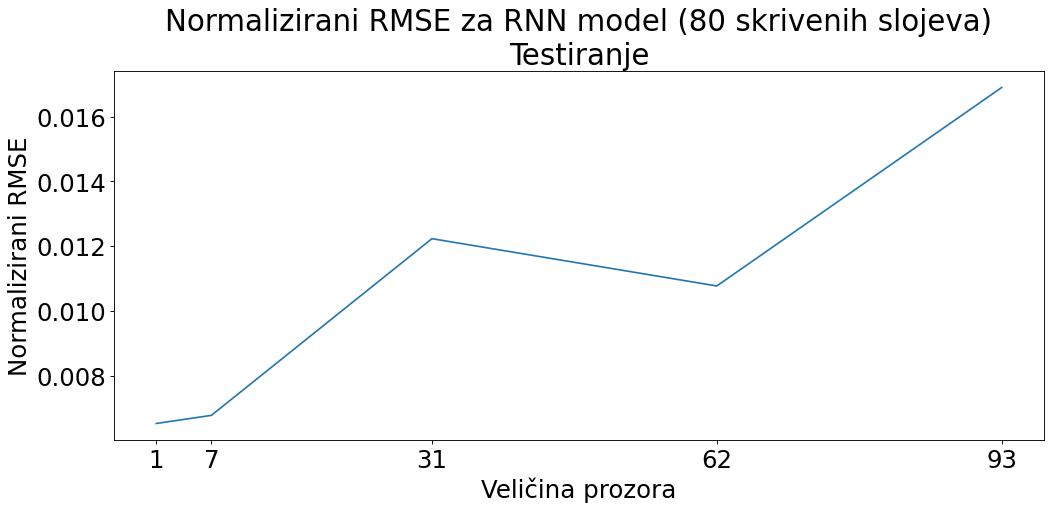 Normalizirani RMSE za RNN model (80 skrivenih slojeva)
Testiranje
Normalizirani RMSE
0.016
0.014
0.012
0.010
0.008
1 7 31 62 93
Veličina prozora